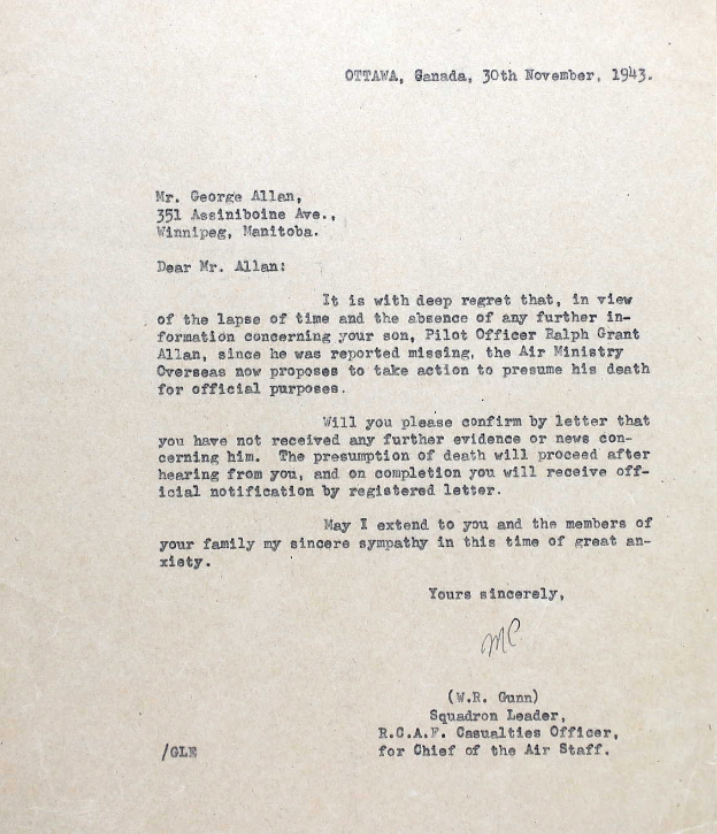 OTTAWA, Canada, 30th November, 1943.
Mr. George Allan,
351 Assiniboine Ave.,
Winnipeg, Manitoba.
Dear Mr. Allan:
It is with deep regret that, in view
of the lapse of time and the absence of any further in-
formation concerning your son, Pilot Officer Ralph Grant
Allan, since he was reported missing, the Air Ministry
Overseas now proposes to take action to presume his death
for official purposes.
Will you please confirm by letter that
you have not received any further evidence or news con-
cerning him. The presumption of death will proceed after
hearing from you, and on completion you will receive off-
icial notification by registered letter.
May I extend to you and the members of
your family my sincere sympathy in this time of great an-
xiety.
Yours sincerely,
(W.R. Gunn)
Squadron Leader,
R.C.A.F. Casualties Officer,
for Chief of the Air Staff.
/GLE